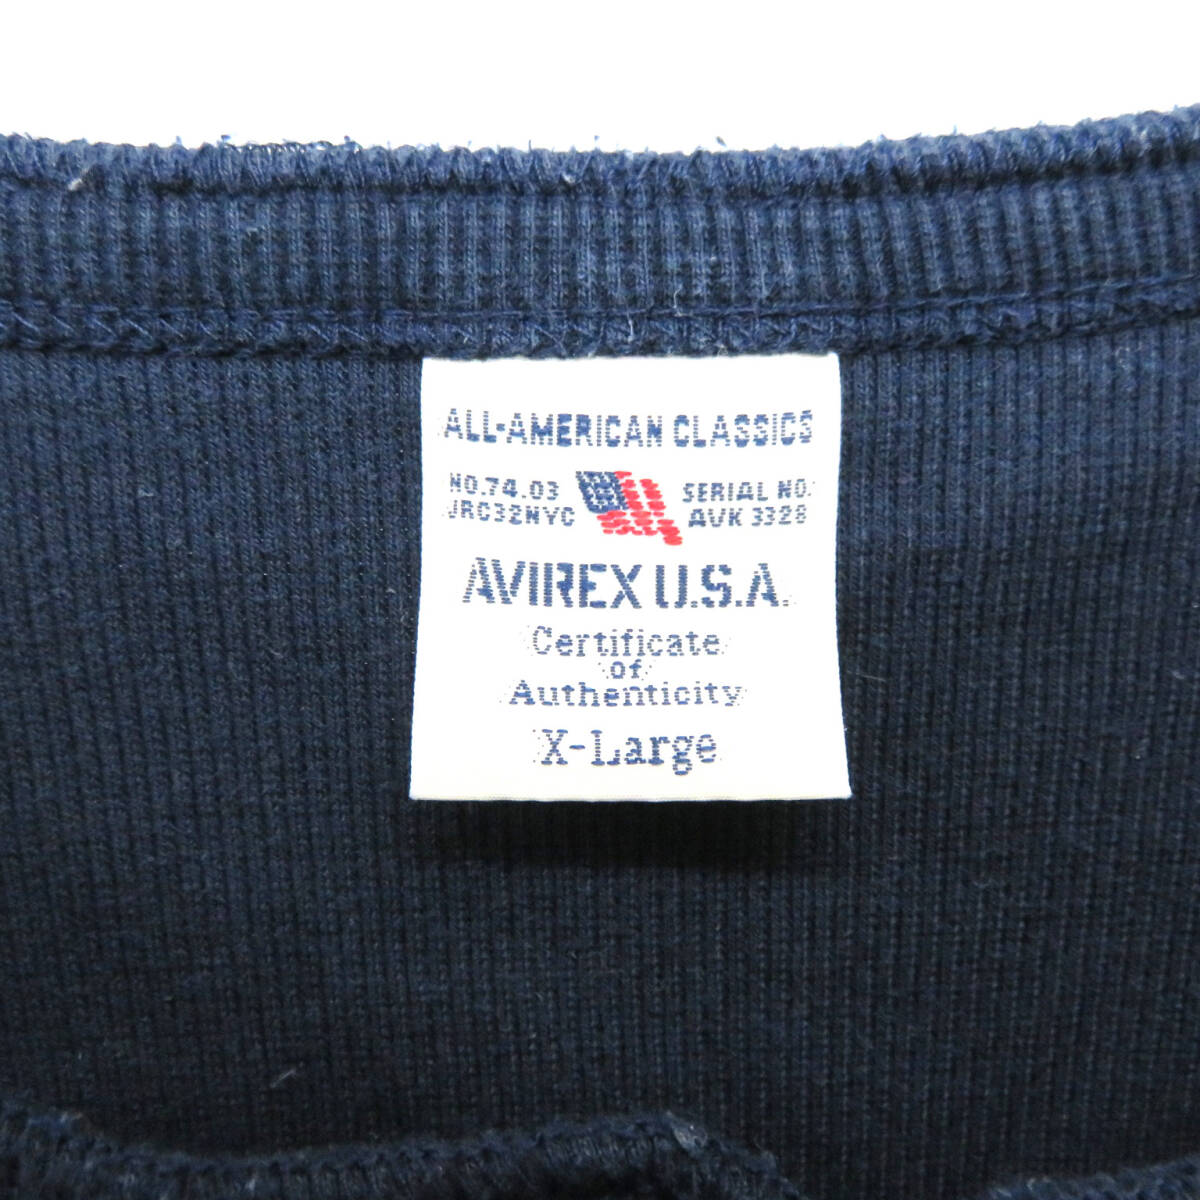 ALL-AMERICAN CLASSICS
NO.74.03
JRC32NYC
SERIAL NO.
AVK 3328
AVIREX U.S.A.
Certificate
of
Authenticity
X-Large